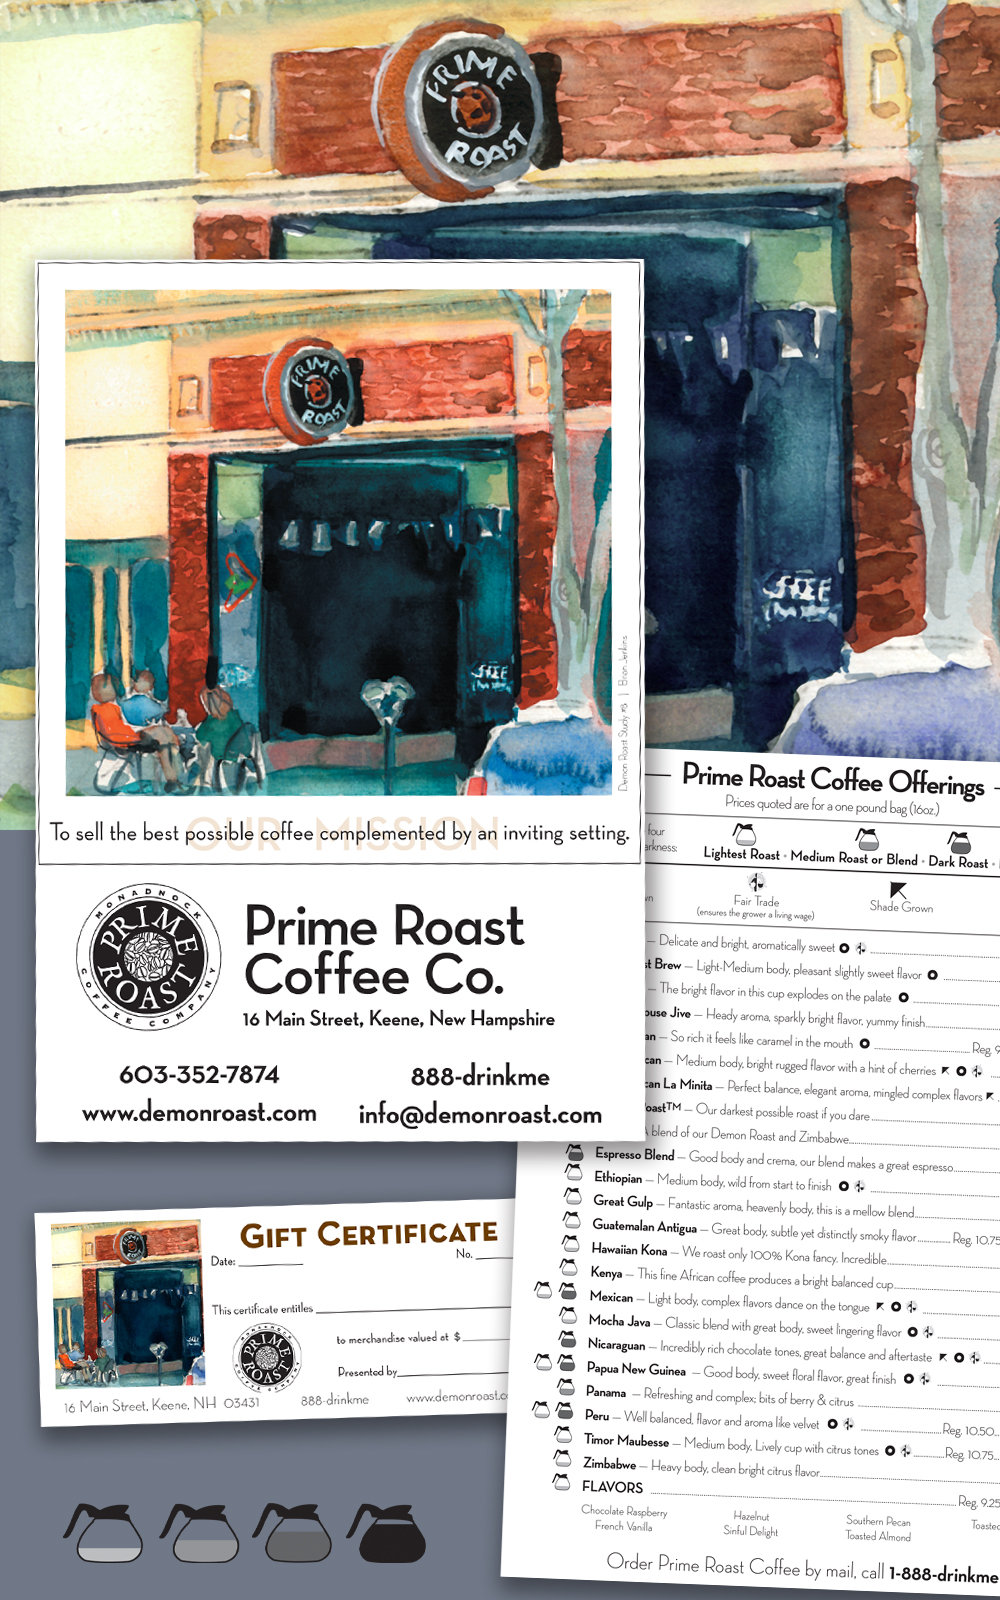 PRIME
ROAST
PRIME
ROAST
Demon Roast Study #5 | Brian Jenkins
OUR MISSION
To sell the best possible coffee complemented by an inviting setting.
MONADNOCK
PRIME
ROAST
COFFEE COMPANY
Prime Roast
Coffee Co.
16 Main Street, Keene, New Hampshire
603-352-7874
888-drinkme
www.demonroast.com
info@demonroast.com
Prime Roast Coffee Offerings
Prices quoted are for a one pound bag (16oz.)
four
Lightest Roast • Medium Roast or Blend • Dark Roast •
Fair Trade
(ensures the grower a living wage)
Shade Grown
— Delicate and bright, aromatically sweet
Brew — Light-Medium body, pleasant slightly sweet flavor
— The bright flavor in this cup explodes on the palate
Jive — Heady aroma, sparkly bright flavor, yummy finish
— So rich it feels like caramel in the mouth Reg. 9
— Medium body, bright rugged flavor with a hint of cherries
La Minita — Perfect balance, elegant aroma, mingled complex flavors
— Our darkest possible roast if you dare
A blend of our Demon Roast and Zimbabwe
Espresso Blend — Good body and crema, our blend makes a great espresso
Ethiopian — Medium body, wild from start to finish
Great Gulp — Fantastic aroma, heavenly body, this is a mellow blend
Guatemalan Antigua — Great body, subtle yet distinctly smoky flavor Reg. 10.75
Hawaiian Kona — We roast only 100% Kona fancy. Incredible
Kenya — This fine African coffee produces a bright balanced cup
Mexican — Light body, complex flavors dance on the tongue
Mocha Java — Classic blend with great body, sweet lingering flavor
Nicaraguan — Incredibly rich chocolate tones, great balance and aftertaste
Papua New Guinea — Good body, sweet floral flavor, great finish
Panama — Refreshing and complex; bits of berry & citrus
Peru — Well balanced, flavor and aroma like velvet Reg. 10.50
Timor Maubesse — Medium body, Lively cup with citrus tones Reg. 10.75
Zimbabwe — Heavy body, clean bright citrus flavor
FLAVORS Reg. 9.25
Chocolate Raspberry Hazelnut Southern Pecan
French Vanilla Sinful Delight Toasted Almond
Order Prime Roast Coffee by mail, call 1-888-drinkme
GIFT CERTIFICATE
Date: No.
This certificate entitles
to merchandise valued at $
Presented by
MONADNOCK
PRIME
ROAST
COFFEE COMPANY
16 Main Street, Keene, NH 03431 888-drinkme www.demonroast.co